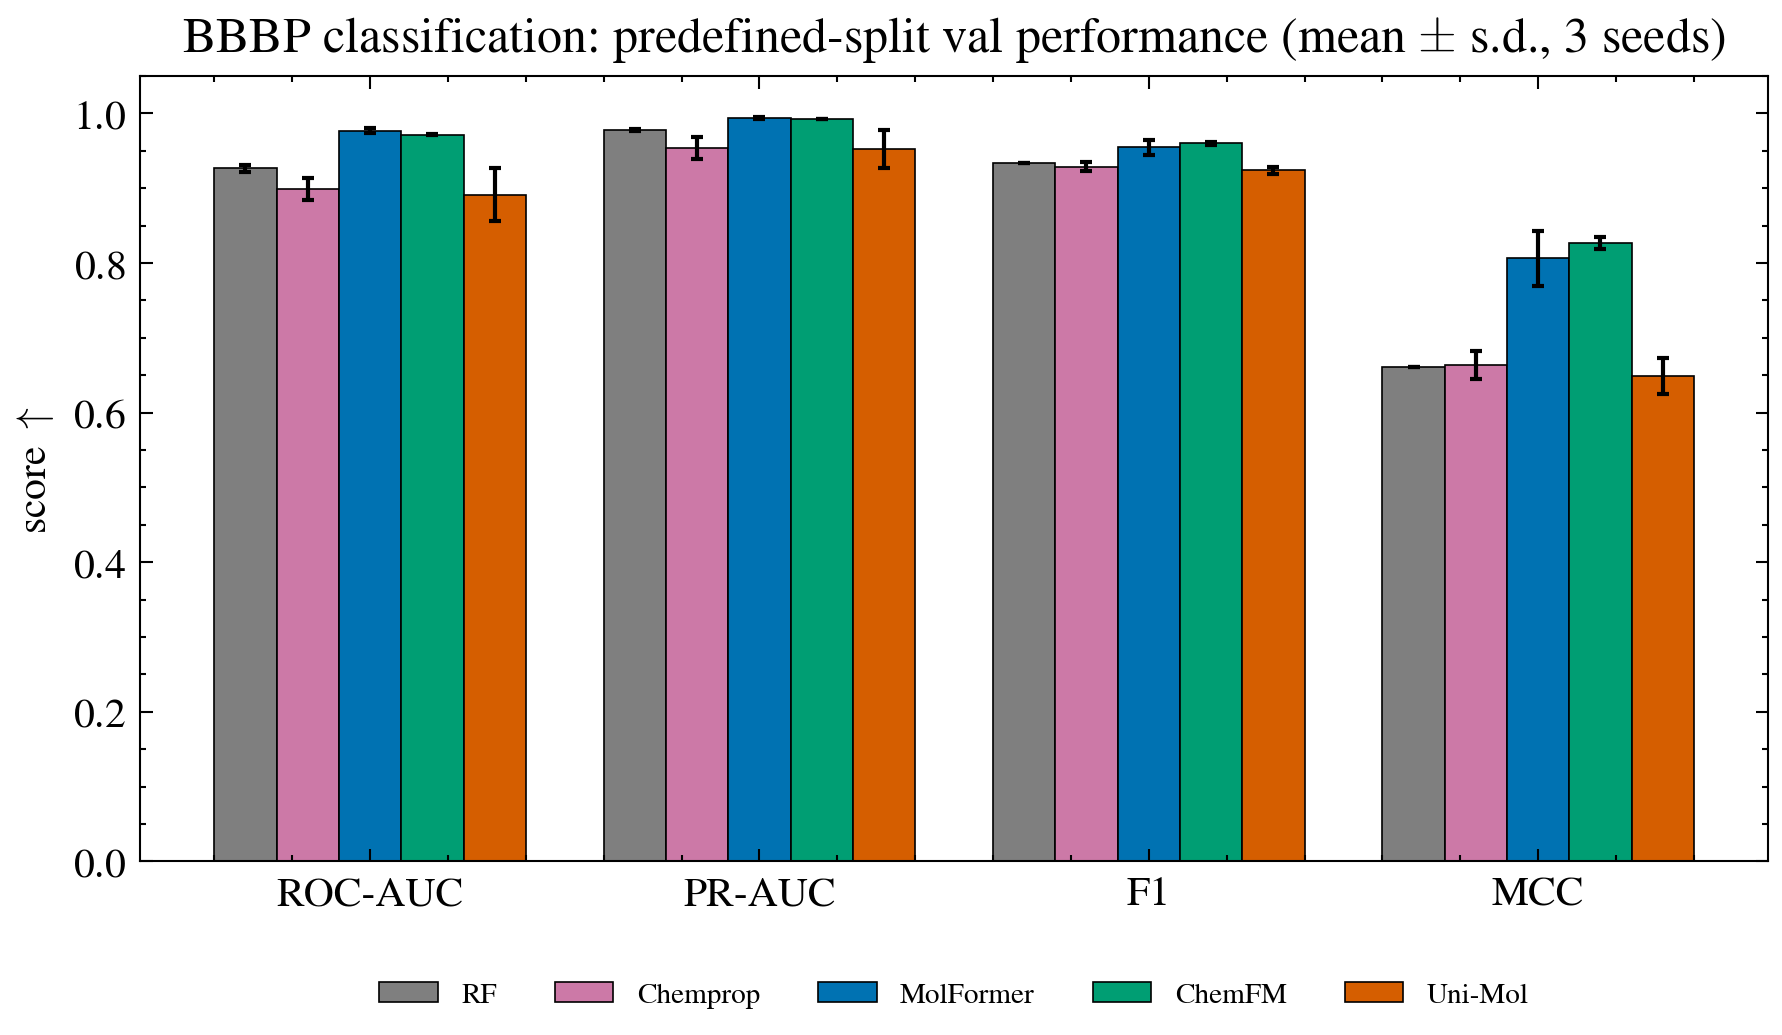 BBBP classification: predefined-split val performance (mean ± s.d., 3 seeds)
score ↑
1.0
0.8
0.6
0.4
0.2
0.0
ROC-AUC PR-AUC F1 MCC
RF Chemprop MolFormer ChemFM Uni-Mol